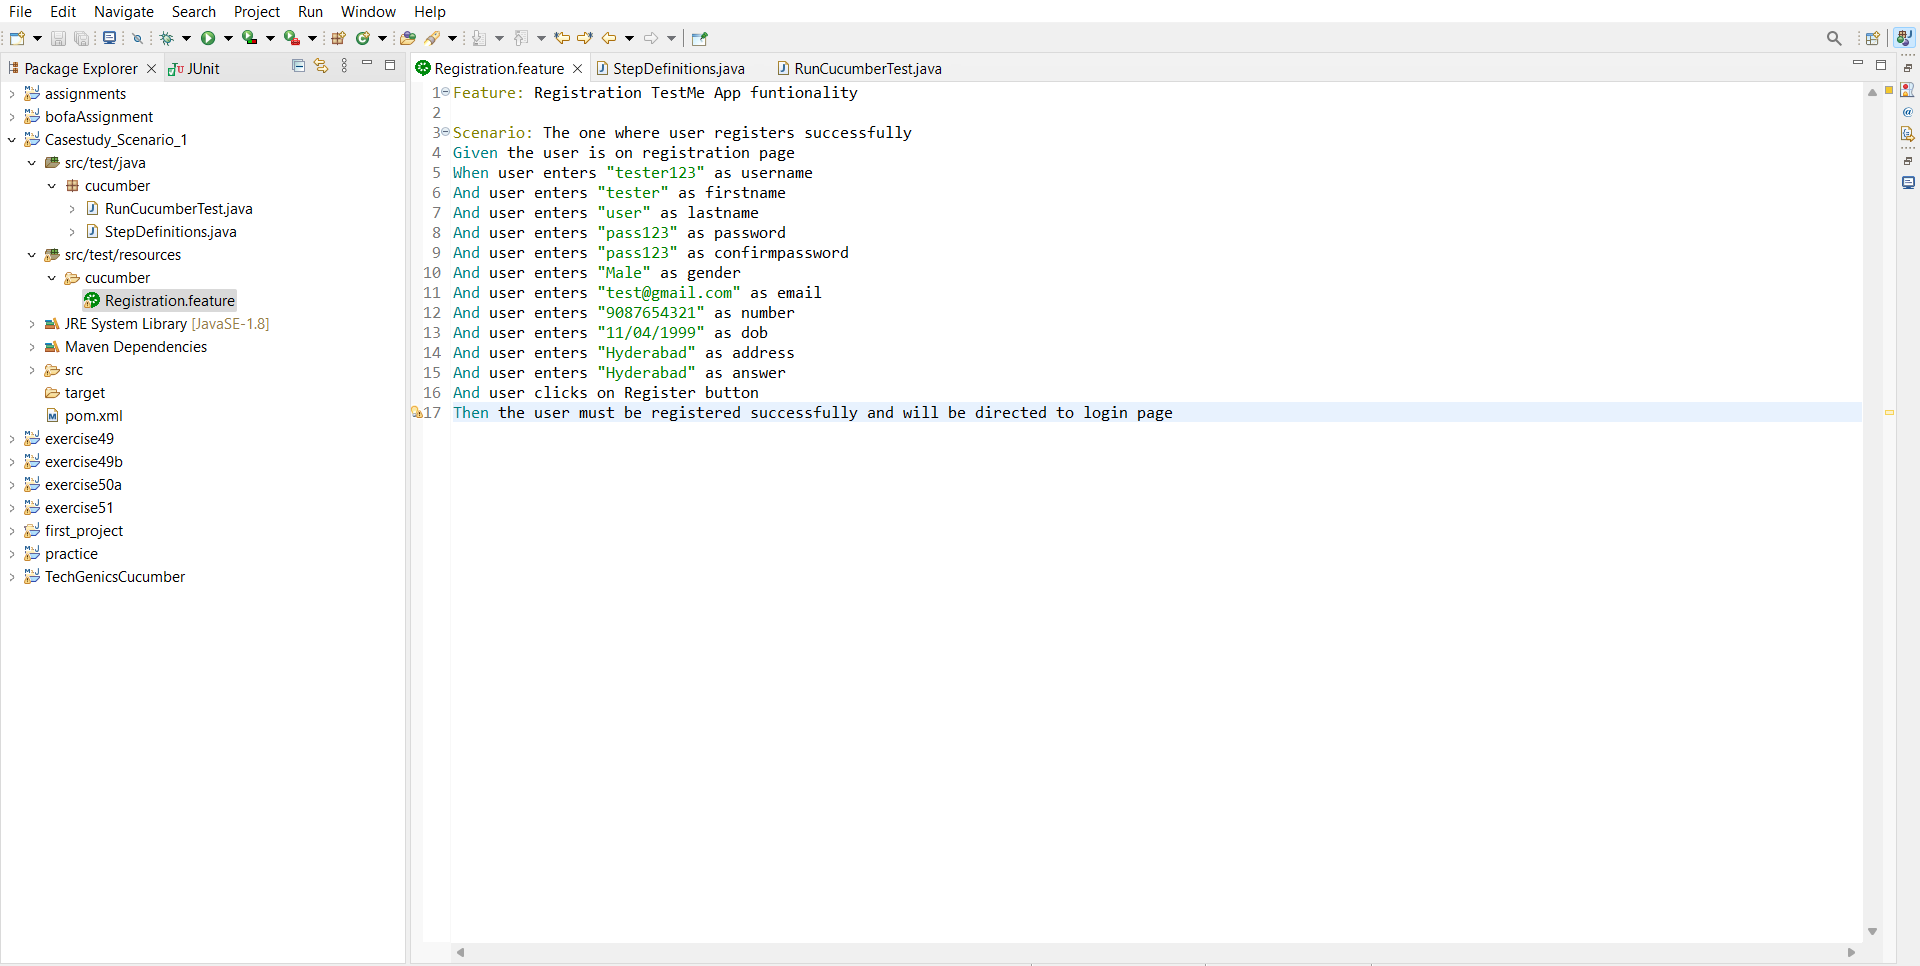 File Edit Navigate Search Project Run Window Help
Package Explorer
JUnit
assignments
bofaAssignment
Casestudy_Scenario_1
src/test/java
cucumber
RunCucumberTest.java
StepDefinitions.java
src/test/resources
cucumber
Registration.feature
JRE System Library [JavaSE-1.8]
Maven Dependencies
src
target
pom.xml
exercise49
exercise49b
exercise50a
exercise51
first_project
practice
TechGenicsCucumber
Registration.feature StepDefinitions.java RunCucumberTest.java
1 Feature: Registration TestMe App funtionality
2
3 Scenario: The one where user registers successfully
4 Given the user is on registration page
5 When user enters "tester123" as username
6 And user enters "tester" as firstname
7 And user enters "user" as lastname
8 And user enters "pass123" as password
9 And user enters "pass123" as confirmpassword
10 And user enters "Male" as gender
11 And user enters "test@gmail.com" as email
12 And user enters "9087654321" as number
13 And user enters "11/04/1999" as dob
14 And user enters "Hyderabad" as address
15 And user enters "Hyderabad" as answer
16 And user clicks on Register button
17 Then the user must be registered successfully and will be directed to login page